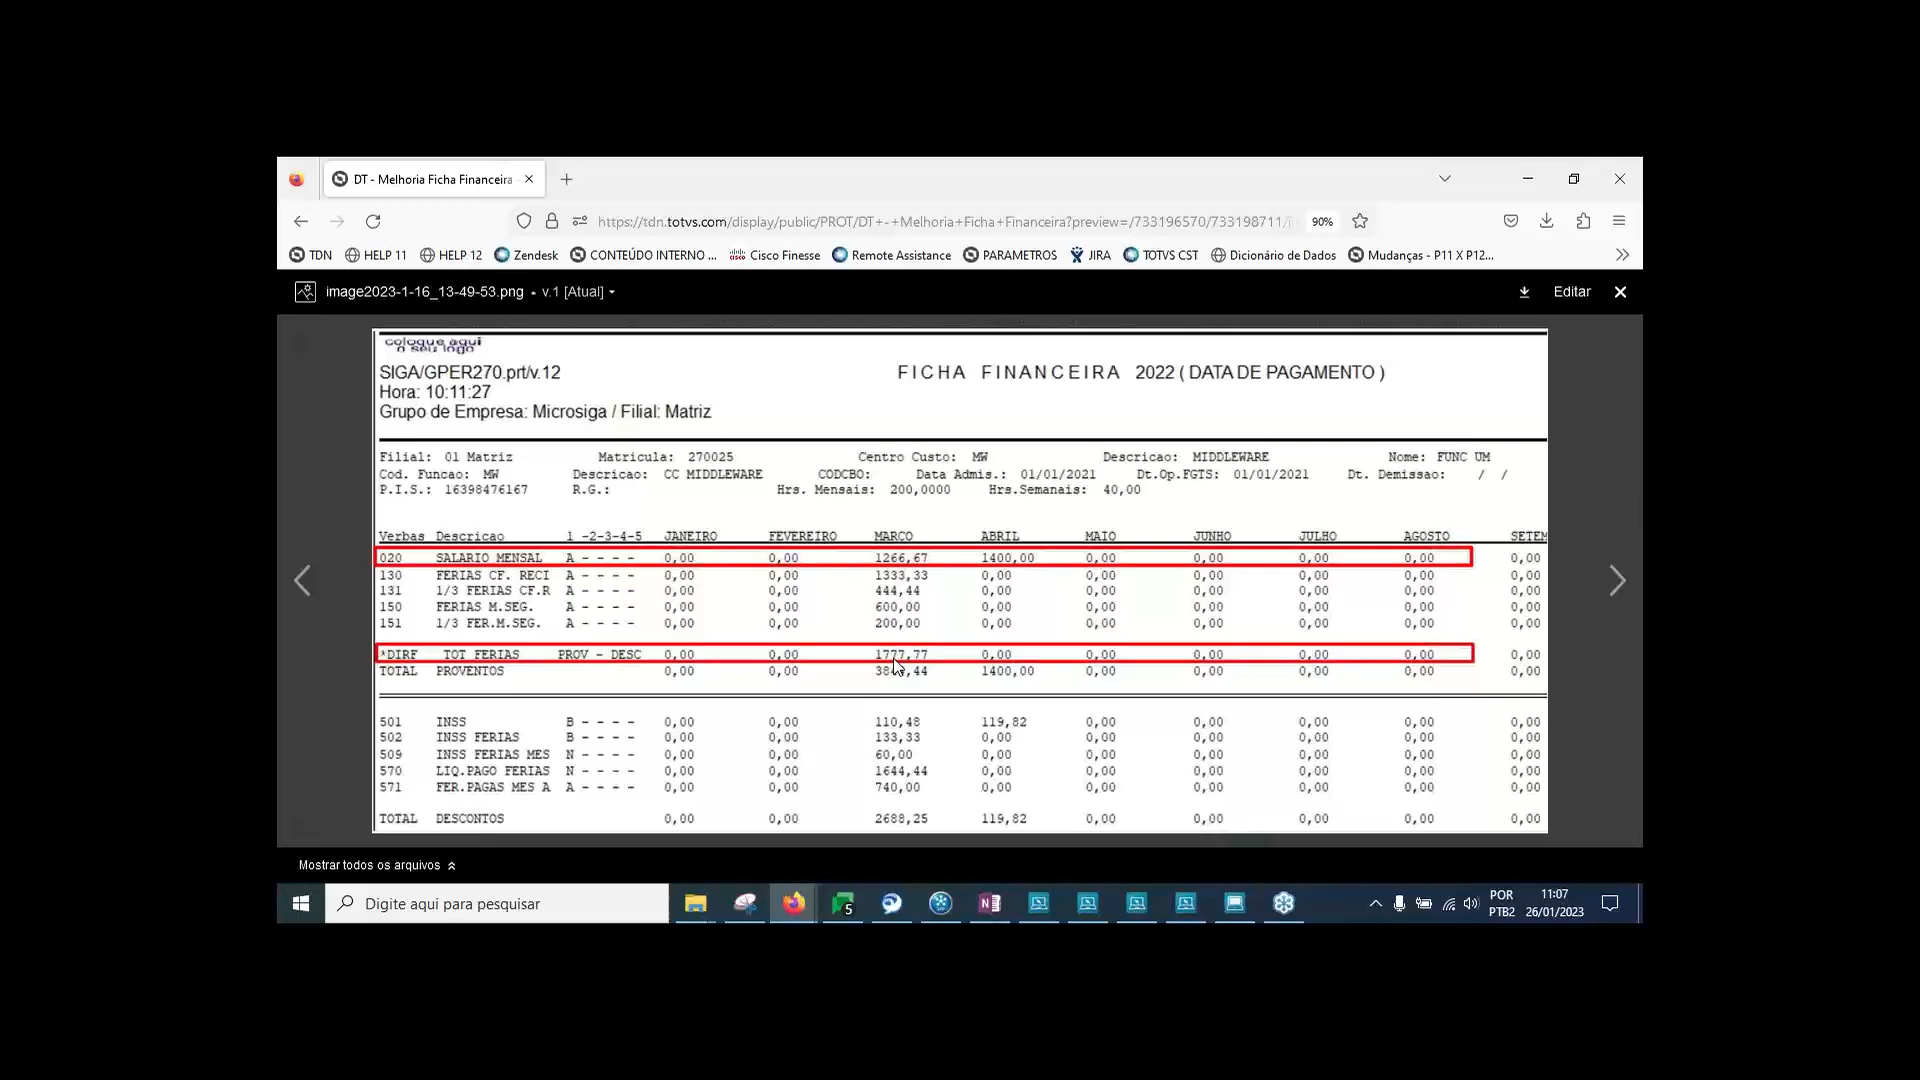 DT - Melhoria Ficha Financeira
https://tdn.totvs.com/display/public/PROT/DT+-+Melhoria+Ficha+Financeira?preview=/733196570/733198711/i 90%
TDN HELP 11 HELP 12 Zendesk CONTEÚDO INTERNO ... Cisco Finesse Remote Assistance PARAMETROS JIRA TOTVS CST Dicionário de Dados Mudanças - P11 X P12...
image2023-1-16_13-49-53.png - v.1 [Atual] Editar
coloque aqui
o seu logo
SIGA/GPER270.prt/v.12 FICHA FINANCEIRA 2022 ( DATA DE PAGAMENTO )
Hora: 10:11:27
Grupo de Empresa: Microsiga / Filial: Matriz
Filial: 01 Matriz Matricula: 270025 Centro Custo: MW Descricao: MIDDLEWARE Nome: FUNC UM
Cod. Funcao: MW Descricao: CC MIDDLEWARE CODCBO: Data Admis.: 01/01/2021 Dt.Op.FGTS: 01/01/2021 Dt. Demissao: / /
P.I.S.: 16398476167 R.G.: Hrs. Mensais: 200,0000 Hrs.Semanais: 40,00
Verbas Descricao 1 -2-3-4-5 JANEIRO FEVEREIRO MARCO ABRIL MAIO JUNHO JULHO AGOSTO SETEM
020 SALARIO MENSAL A - - - - 0,00 0,00 1266,67 1400,00 0,00 0,00 0,00 0,00 0,00
130 FERIAS CF. RECI A - - - - 0,00 0,00 1333,33 0,00 0,00 0,00 0,00 0,00 0,00
131 1/3 FERIAS CF.R A - - - - 0,00 0,00 444,44 0,00 0,00 0,00 0,00 0,00 0,00
150 FERIAS M.SEG. A - - - - 0,00 0,00 600,00 0,00 0,00 0,00 0,00 0,00 0,00
151 1/3 FER.M.SEG. A - - - - 0,00 0,00 200,00 0,00 0,00 0,00 0,00 0,00 0,00
*DIRF TOT FERIAS PROV - DESC 0,00 0,00 1777,77 0,00 0,00 0,00 0,00 0,00 0,00
TOTAL PROVENTOS 0,00 0,00 1400,00 0,00 0,00 0,00 0,00 0,00
501 INSS B - - - - 0,00 0,00 110,48 119,82 0,00 0,00 0,00 0,00 0,00
502 INSS FERIAS B - - - - 0,00 0,00 133,33 0,00 0,00 0,00 0,00 0,00 0,00
509 INSS FERIAS MES N - - - - 0,00 0,00 60,00 0,00 0,00 0,00 0,00 0,00 0,00
570 LIQ.PAGO FERIAS N - - - - 0,00 0,00 1644,44 0,00 0,00 0,00 0,00 0,00 0,00
571 FER.PAGAS MES A A - - - - 0,00 0,00 740,00 0,00 0,00 0,00 0,00 0,00 0,00
TOTAL DESCONTOS 0,00 0,00 2688,25 119,82 0,00 0,00 0,00 0,00 0,00
Mostrar todos os arquivos
Digite aqui para pesquisar 5 POR 11:07
PTB2 26/01/2023